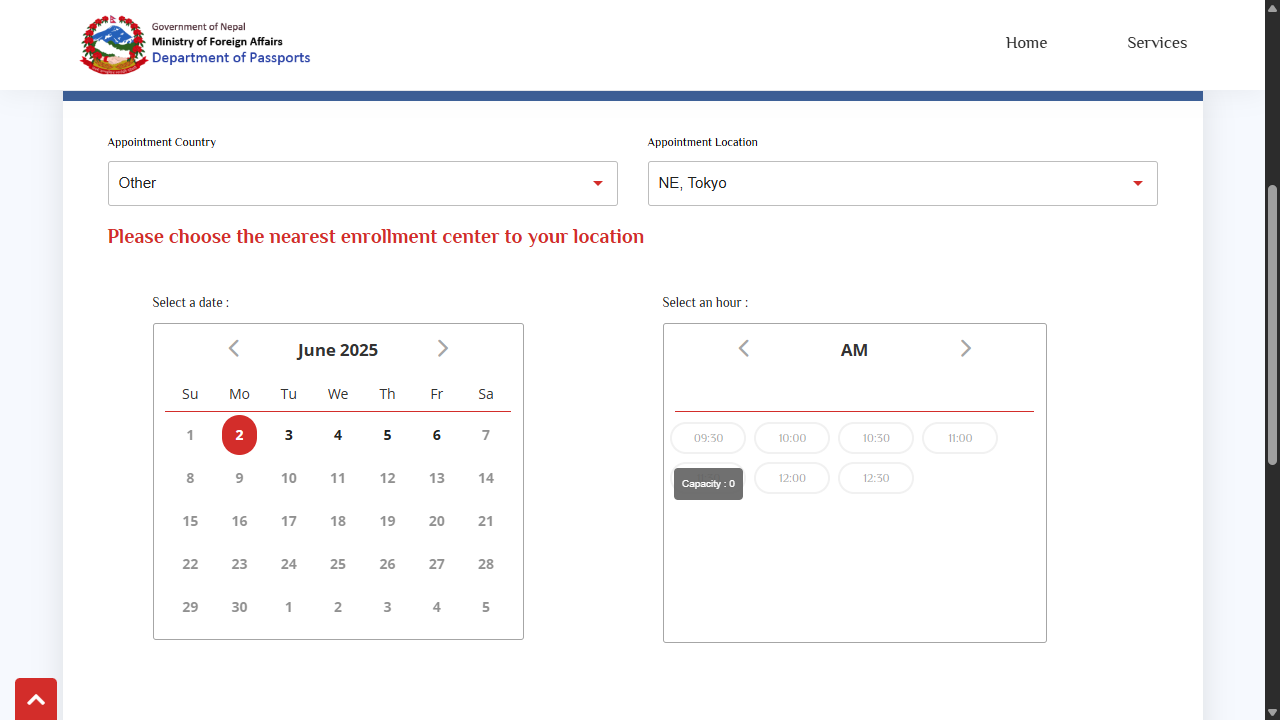 Government of Nepal
Ministry of Foreign Affairs
Department of Passports
Home
Services
Appointment Country
Appointment Location
Other
NE, Tokyo
Please choose the nearest enrollment center to your location
Select a date :
Select an hour :
June 2025
AM
Su Mo Tu We Th Fr Sa
1 2 3 4 5 6 7
8 9 10 11 12 13 14
15 16 17 18 19 20 21
22 23 24 25 26 27 28
29 30 1 2 3 4 5
09:30 10:00 10:30 11:00
12:00 12:30
Capacity : 0